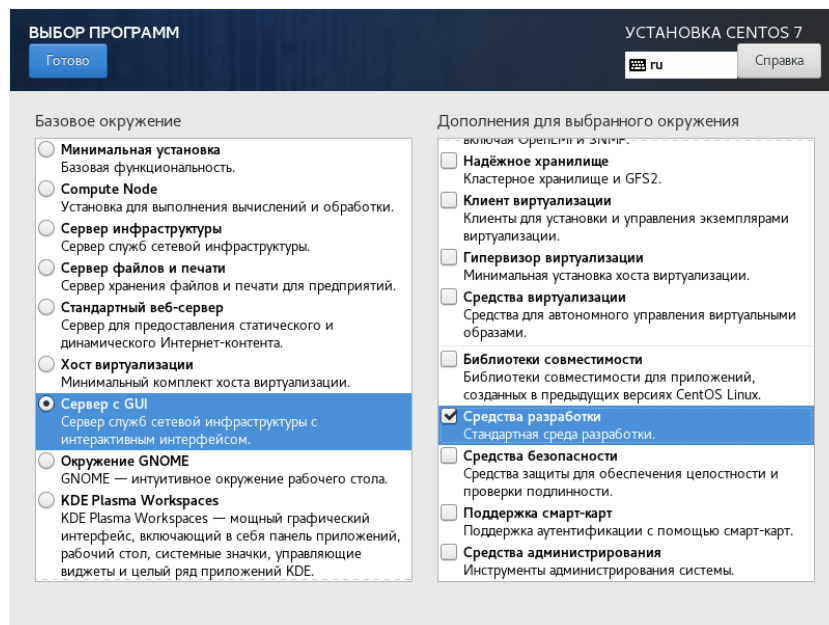 ВЫБОР ПРОГРАММ
Готово
УСТАНОВКА CENTOS 7
ru
Справка
Базовое окружение
Минимальная установка
Базовая функциональность.
Compute Node
Установка для выполнения вычислений и обработки.
Сервер инфраструктуры
Сервер служб сетевой инфраструктуры.
Сервер файлов и печати
Сервер хранения файлов и печати для предприятий.
Стандартный веб-сервер
Сервер для предоставления статического и
динамического Интернет-контента.
Хост виртуализации
Минимальный комплект хоста виртуализации.
Сервер с GUI
Сервер служб сетевой инфраструктуры с
интерактивным интерфейсом.
Окружение GNOME
GNOME — интуитивное окружение рабочего стола.
KDE Plasma Workspaces
KDE Plasma Workspaces — мощный графический
интерфейс, включающий в себя панель приложений,
рабочий стол, системные значки, управляющие
виджеты и целый ряд приложений KDE.
Дополнения для выбранного окружения
включая OpenLMI и SNMP.
Надёжное хранилище
Кластерное хранилище и GFS2.
Клиент виртуализации
Клиенты для установки и управления экземплярами
виртуализации.
Гипервизор виртуализации
Минимальная установка хоста виртуализации.
Средства виртуализации
Средства для автономного управления виртуальными
образами.
Библиотеки совместимости
Библиотеки совместимости для приложений,
созданных в предыдущих версиях CentOS Linux.
Средства разработки
Стандартная среда разработки.
Средства безопасности
Средства защиты для обеспечения целостности и
проверки подлинности.
Поддержка смарт-карт
Поддержка аутентификации с помощью смарт-карт.
Средства администрирования
Инструменты администрирования системы.